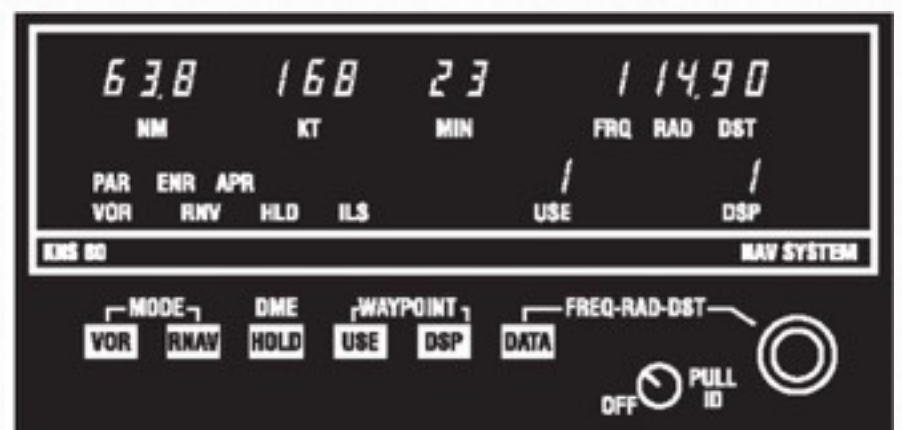 63.8 168 23 114.90
NM KT MIN FRQ RAD DST
PAR ENR APR 1 1
VOR RNV HLD ILS USE DSP
KNS 80 NAV SYSTEM
MODE DME WAYPOINT FREQ-RAD-DST
VOR RNAV HOLD USE DSP DATA
PULL
OFF ID